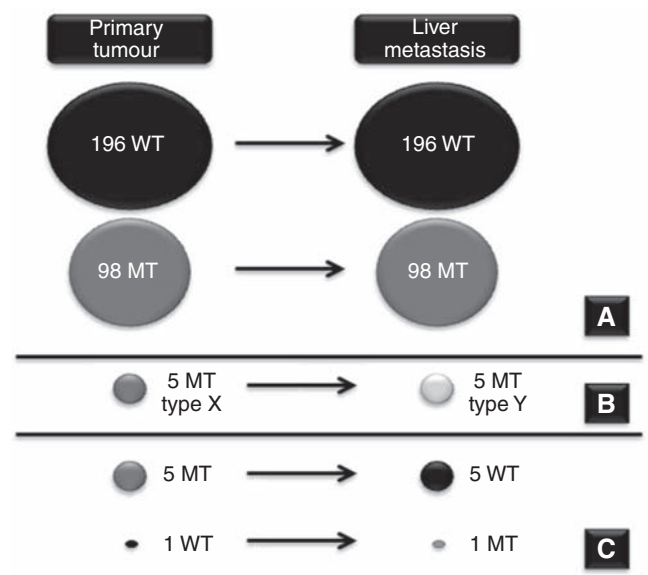 Primary
tumour
Liver
metastasis
196 WT
196 WT
98 MT
98 MT
A
5 MT
type X
5 MT
type Y
B
5 MT
5 WT
1 WT
1 MT
C